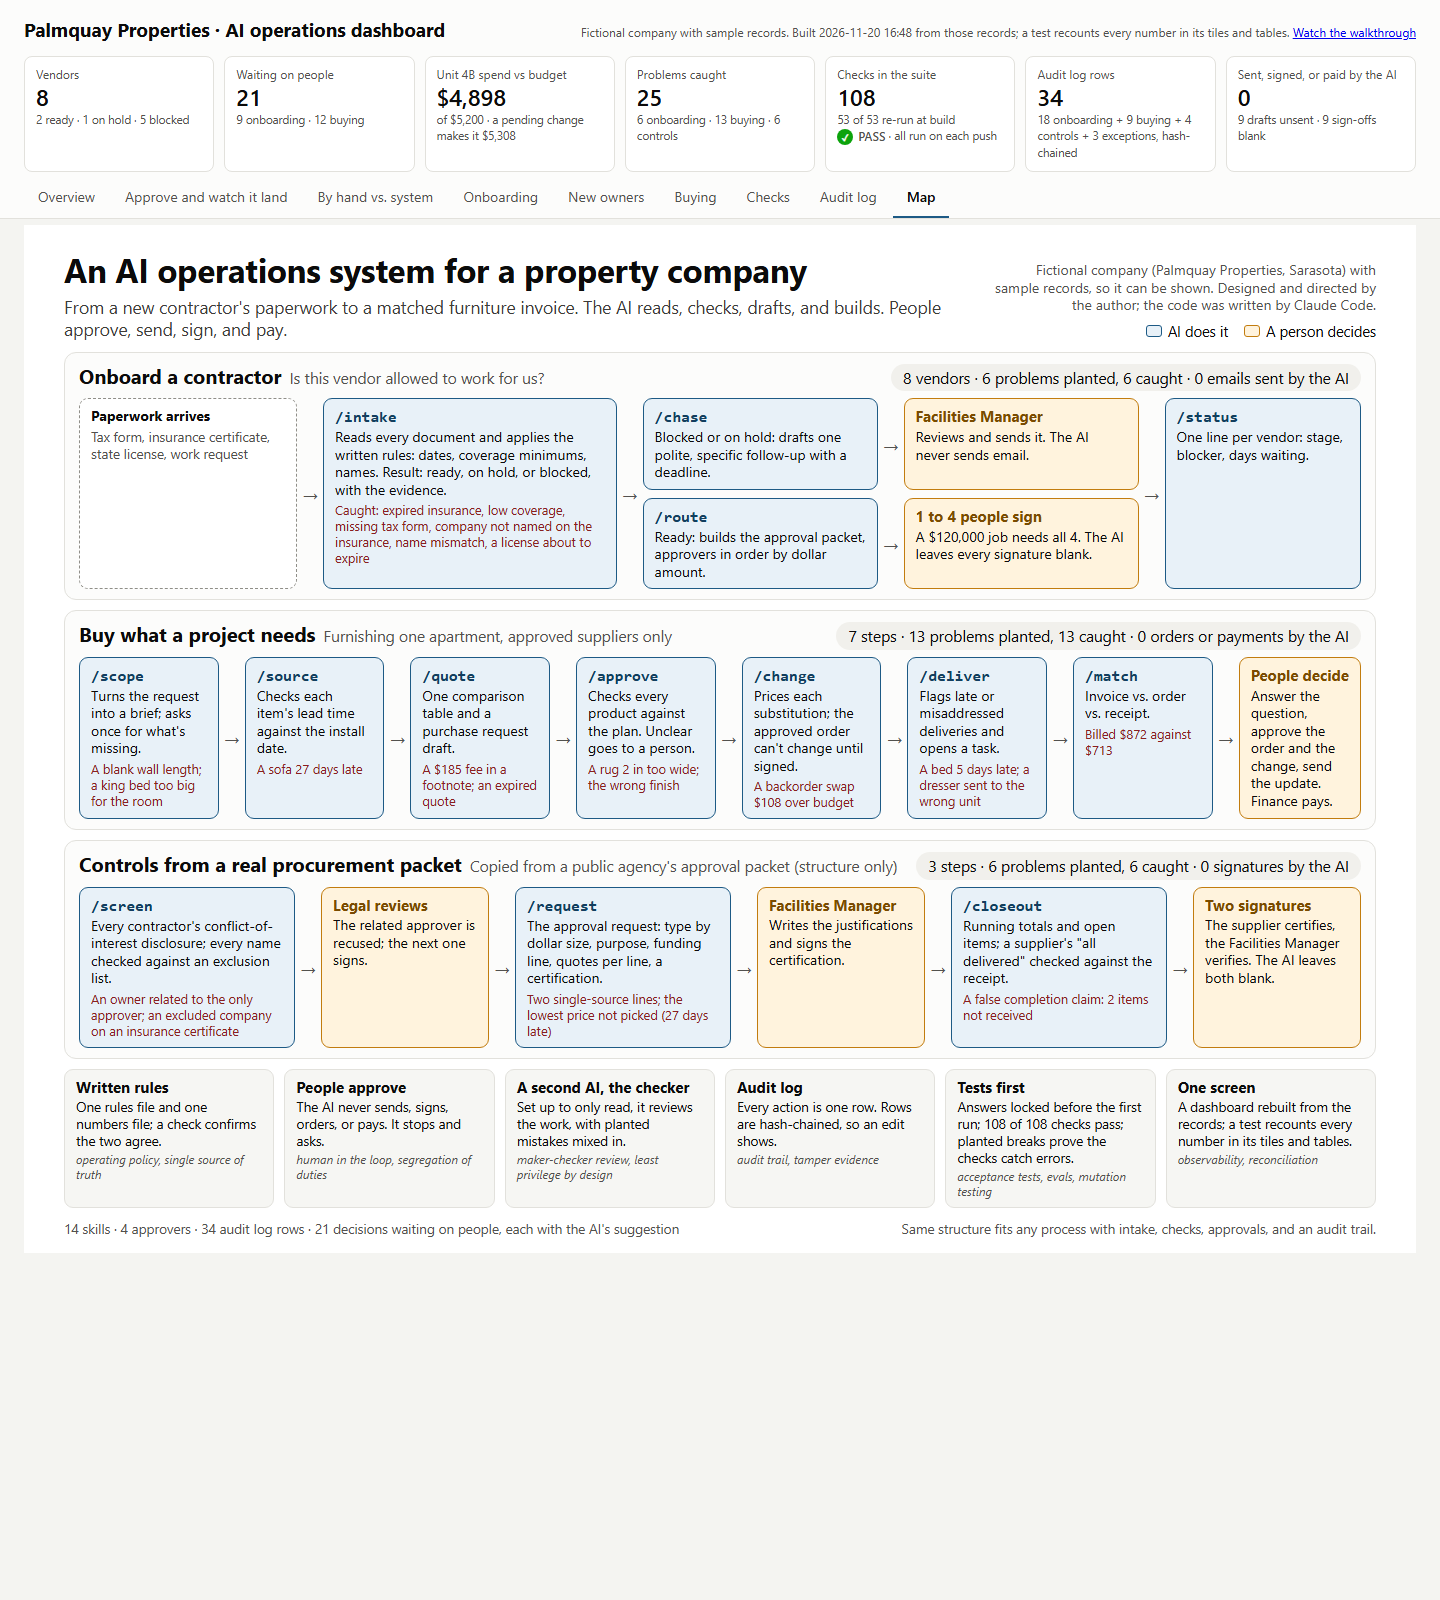 Palmquay Properties · AI operations dashboard
Fictional company with sample records. Built 2026-11-20 16:48 from those records; a test recounts every number in its tiles and tables. Watch the walkthrough
Vendors
8
2 ready · 1 on hold · 5 blocked
Waiting on people
21
9 onboarding · 12 buying
Unit 4B spend vs budget
$4,898
of $5,200 · a pending change
makes it $5,308
Problems caught
25
6 onboarding · 13 buying · 6
controls
Checks in the suite
108
53 of 53 re-run at build
PASS · all run on each push
Audit log rows
34
18 onboarding + 9 buying + 4
controls + 3 exceptions, hash-
chained
Sent, signed, or paid by the AI
0
9 drafts unsent · 9 sign-offs
blank
Overview
Approve and watch it land
By hand vs. system
Onboarding
New owners
Buying
Checks
Audit log
Map
An AI operations system for a property company
From a new contractor's paperwork to a matched furniture invoice. The AI reads, checks, drafts, and builds. People
approve, send, sign, and pay.
Fictional company (Palmquay Properties, Sarasota) with
sample records, so it can be shown. Designed and directed by
the author; the code was written by Claude Code.
AI does it
A person decides
Onboard a contractor Is this vendor allowed to work for us?
8 vendors · 6 problems planted, 6 caught · 0 emails sent by the AI
Paperwork arrives
Tax form, insurance certificate,
state license, work request
→
/intake
Reads every document and applies the
written rules: dates, coverage minimums,
names. Result: ready, on hold, or blocked,
with the evidence.
Caught: expired insurance, low coverage,
missing tax form, company not named on the
insurance, name mismatch, a license about to
expire
→
/chase
Blocked or on hold: drafts one
polite, specific follow-up with a
deadline.
→
Facilities Manager
Reviews and sends it. The AI
never sends email.
/route
Ready: builds the approval packet,
approvers in order by dollar
amount.
→
1 to 4 people sign
A $120,000 job needs all 4. The AI
leaves every signature blank.
→
/status
One line per vendor: stage,
blocker, days waiting.
Buy what a project needs Furnishing one apartment, approved suppliers only
7 steps · 13 problems planted, 13 caught · 0 orders or payments by the AI
/scope
Turns the request
into a brief; asks
once for what's
missing.
A blank wall length;
a king bed too big
for the room
→
/source
Checks each
item's lead time
against the install
date.
A sofa 27 days late
→
/quote
One comparison
table and a
purchase request
draft.
A $185 fee in a
footnote; an expired
quote
→
/approve
Checks every
product against
the plan. Unclear
goes to a person.
A rug 2 in too wide;
the wrong finish
→
/change
Prices each
substitution; the
approved order
can't change until
signed.
A backorder swap
$108 over budget
→
/deliver
Flags late or
misaddressed
deliveries and
opens a task.
A bed 5 days late; a
dresser sent to the
wrong unit
→
/match
Invoice vs. order
vs. receipt.
Billed $872 against
$713
→
People decide
Answer the
question,
approve the
order and the
change, send
the update.
Finance pays.
Controls from a real procurement packet Copied from a public agency's approval packet (structure only)
3 steps · 6 problems planted, 6 caught · 0 signatures by the AI
/screen
Every contractor's conflict-of-
interest disclosure; every name
checked against an exclusion
list.
An owner related to the only
approver; an excluded company
on an insurance certificate
→
Legal reviews
The related approver is
recused; the next one
signs.
→
/request
The approval request: type by
dollar size, purpose, funding
line, quotes per line, a
certification.
Two single-source lines; the
lowest price not picked (27 days
late)
→
Facilities Manager
Writes the justifications
and signs the
certification.
→
/closeout
Running totals and open
items; a supplier's "all
delivered" checked against the
receipt.
A false completion claim: 2 items
not received
→
Two signatures
The supplier certifies,
the Facilities Manager
verifies. The AI leaves
both blank.
Written rules
One rules file and one
numbers file; a check confirms
the two agree.
operating policy, single source of
truth
People approve
The AI never sends, signs,
orders, or pays. It stops and
asks.
human in the loop, segregation of
duties
A second AI, the checker
Set up to only read, it reviews
the work, with planted
mistakes mixed in.
maker-checker review, least
privilege by design
Audit log
Every action is one row. Rows
are hash-chained, so an edit
shows.
audit trail, tamper evidence
Tests first
Answers locked before the first
run; 108 of 108 checks pass;
planted breaks prove the
checks catch errors.
acceptance tests, evals, mutation
testing
One screen
A dashboard rebuilt from the
records; a test recounts every
number in its tiles and tables.
observability, reconciliation
14 skills · 4 approvers · 34 audit log rows · 21 decisions waiting on people, each with the AI's suggestion
Same structure fits any process with intake, checks, approvals, and an audit trail.